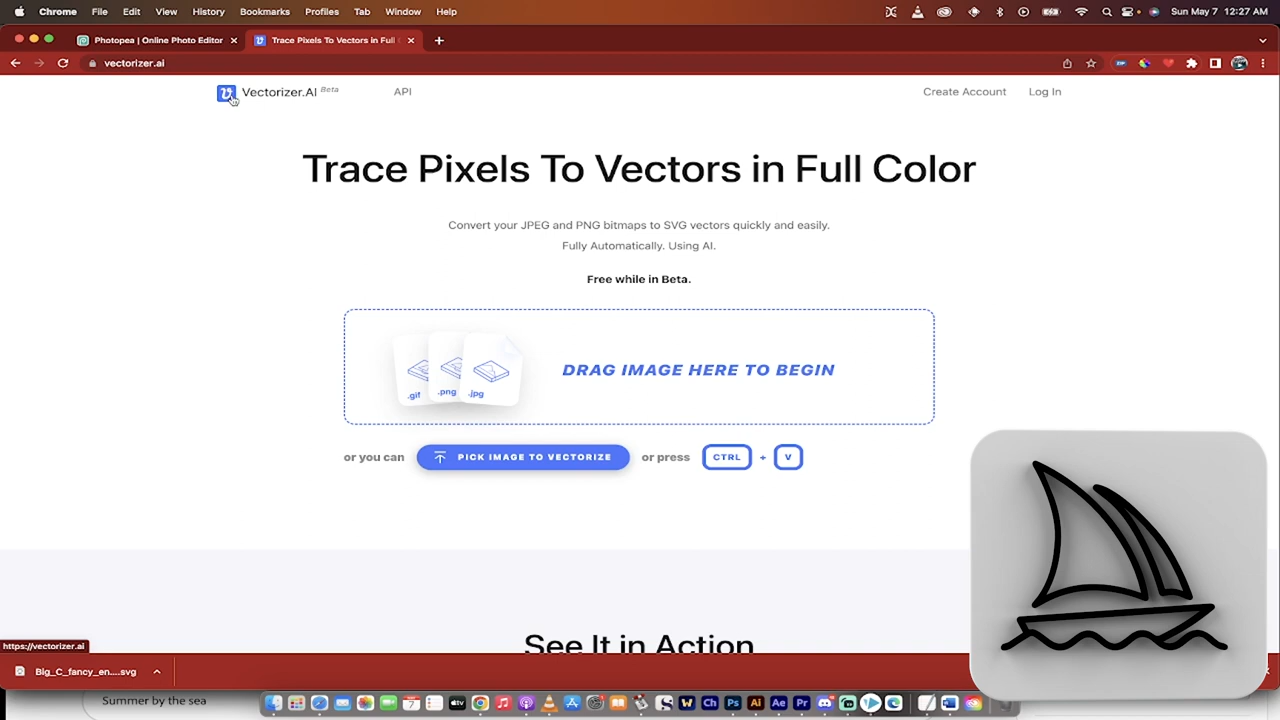 Chrome File Edit View History Bookmarks Profiles Tab Window Help Sun May 7 12:27 AM
Photopea | Online Photo Editor Trace Pixels To Vectors in Full
vectorizer.ai
Vectorizer.AI Beta API Create Account Log In
Trace Pixels To Vectors in Full Color
Convert your JPEG and PNG bitmaps to SVG vectors quickly and easily.
Fully Automatically. Using AI.
Free while in Beta.
.gif .png .jpg DRAG IMAGE HERE TO BEGIN
or you can PICK IMAGE TO VECTORIZE or press CTRL + V
See It in Action
https://vectorizer.ai
Big_C_fancy_en....svg
Summer by the sea